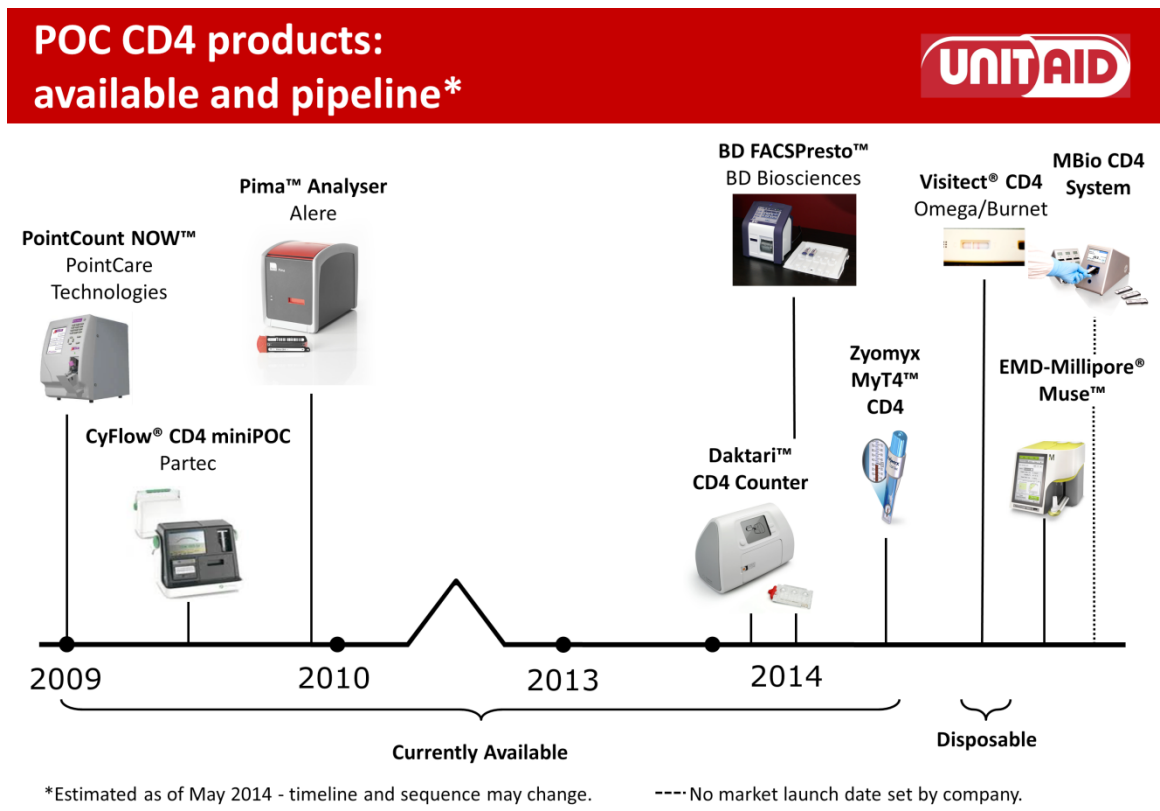 POC CD4 products:
available and pipeline*
UNITAID
PointCount NOW™
PointCare
Technologies
CyFlow® CD4 miniPOC
Partec
Pima™ Analyser
Alere
BD FACSPresto™
BD Biosciences
Daktari™
CD4 Counter
Zyomyx
MyT4™
CD4
Visitect® CD4
Omega/Burnet
MBio CD4
System
EMD-Millipore®
Muse™
2009
2010
2013
2014
Currently Available
Disposable
*Estimated as of May 2014 - timeline and sequence may change.
---- No market launch date set by company.